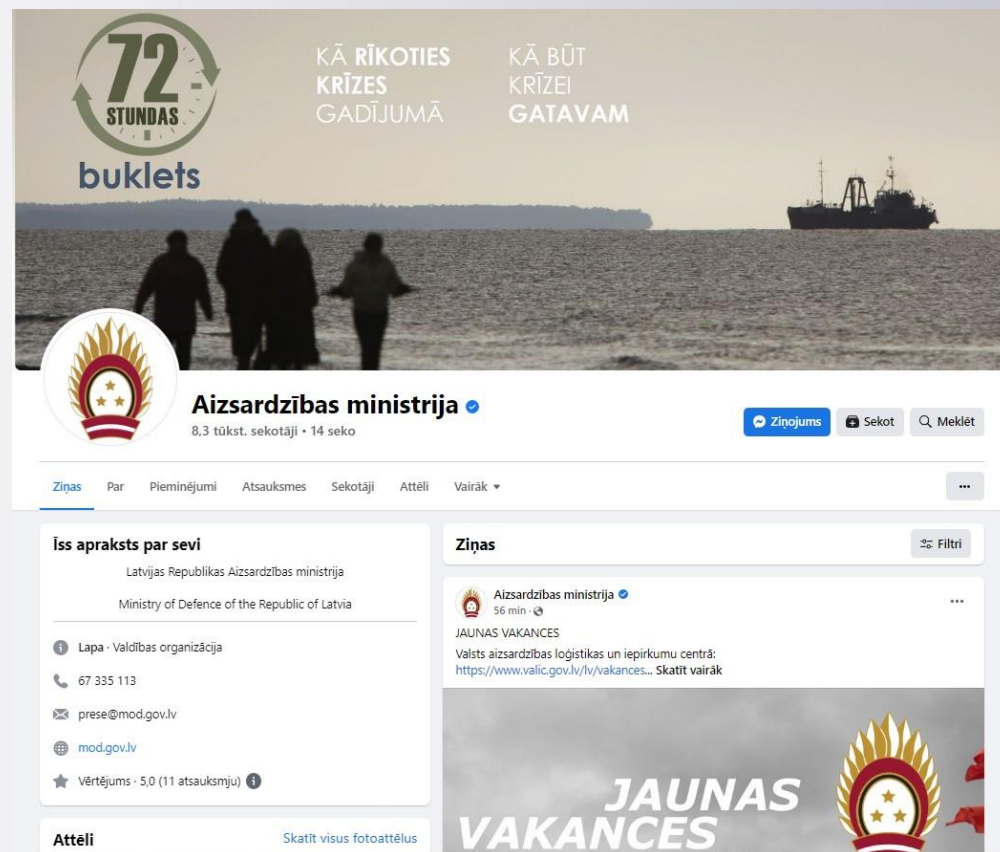 72
STUNDAS
buklets
KĀ RĪKOTIES
KRĪZES
GADĪJUMĀ
KĀ BŪT
KRĪZEI
GATAVAM
Aizsardzības ministrija
8,3 tūkst. sekotāji • 14 seko
Ziņojums
Sekot
Meklēt
Ziņas
Par
Pieminējumi
Atsauksmes
Sekotāji
Attēli
Vairāk
Īss apraksts par sevi
Latvijas Republikas Aizsardzības ministrija
Ministry of Defence of the Republic of Latvia
Lapa · Valdības organizācija
67 335 113
prese@mod.gov.lv
mod.gov.lv
Vērtējums · 5,0 (11 atsauksmju)
Attēli
Skatīt visus fotoattēlus
Ziņas
Filtri
Aizsardzības ministrija
56 min ·
JAUNAS VAKANCES
Valsts aizsardzības loģistikas un iepirkumu centrā:
https://www.valic.gov.lv/lv/vakances... Skatīt vairāk
JAUNAS
VAKANCES